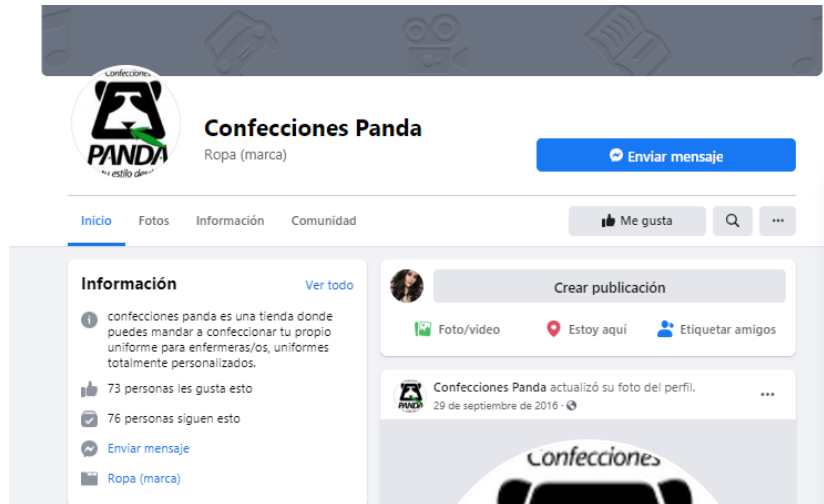 Confecciones
PANDA
Confecciones Panda
Ropa (marca)
Enviar mensaje
Inicio
Fotos
Información
Comunidad
Me gusta
Información
Ver todo
confecciones panda es una tienda donde
puedes mandar a confeccionar tu propio
uniforme para enfermeras/os, uniformes
totalmente personalizados.
73 personas les gusta esto
76 personas siguen esto
Enviar mensaje
Ropa (marca)
Crear publicación
Foto/video
Estoy aquí
Etiquetar amigos
PANDA
Confecciones Panda actualizó su foto del perfil.
29 de septiembre de 2016 ·
Confecciones